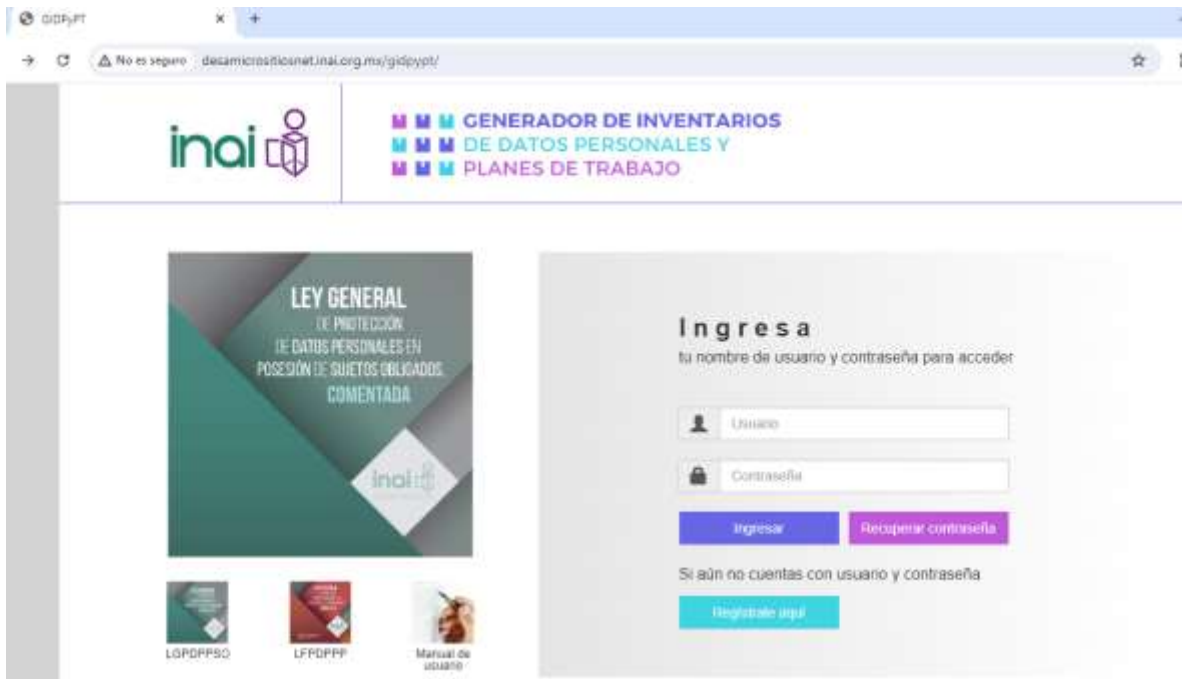 GIDPyPT
No es seguro desamicrositiosnet.inai.org.mx/gidpypt/
inai
GENERADOR DE INVENTARIOS
DE DATOS PERSONALES Y
PLANES DE TRABAJO
LEY GENERAL
DE PROTECCIÓN
DE DATOS PERSONALES EN
POSESIÓN DE SUJETOS OBLIGADOS.
COMENTADA
inai
LGPDPPSO
LFPDPPP
Manual de
usuario
Ingresa
tu nombre de usuario y contraseña para acceder
Usuario
Contraseña
Ingresar
Recuperar contraseña
Si aún no cuentas con usuario y contraseña
Regístrate aquí